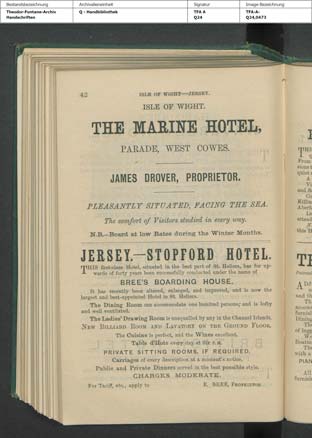 Bestandsbezeichnung Archivalieneinheit Signatur Image-Bezeichnung
Theodor-Fontane-Archiv Q - Handbibliothek TFA A TFA-A-
Handschriften Q24 Q24,0473
42 ISLE OF WIGHT—JERSEY.
ISLE OF WIGHT.
THE MARINE HOTEL,
PARADE, WEST COWES.
JAMES DROVER, PROPRIETOR.
PLEASANTLY SITUATED, FACING THE SEA.
The comfort of Visitors studied in every way.
N.B.—Board at low Rates during the Winter Months.
JERSEY.—STOPFORD HOTEL.
THIS first-class Hotel, situated in the best part of St. Heliers, has for up-
wards of forty years been successfully conducted under the name of
BREE'S BOARDING HOUSE.
It has recently been altered, enlarged, and improved, and is now the
largest and best-appointed Hotel in St. Heliers.
The Dining Room can accommodate one hundred persons; and is lofty
and well ventilated.
The Ladies' Drawing Room is unequalled by any in the Channel Islands.
NEW BILLIARD ROOM AND LAVATORY ON THE GROUND FLOOR.
The Cuisine is perfect, and the Wines excellent.
Table d'Hote every day at Six P.M.
PRIVATE SITTING ROOMS, IF REQUIRED.
Carriages of every description at a moment's notice.
Public and Private Dinners served in the best possible style.
CHARGES MODERATE.
For Tariff, etc., apply to E. BREE, PROPRIETOR.